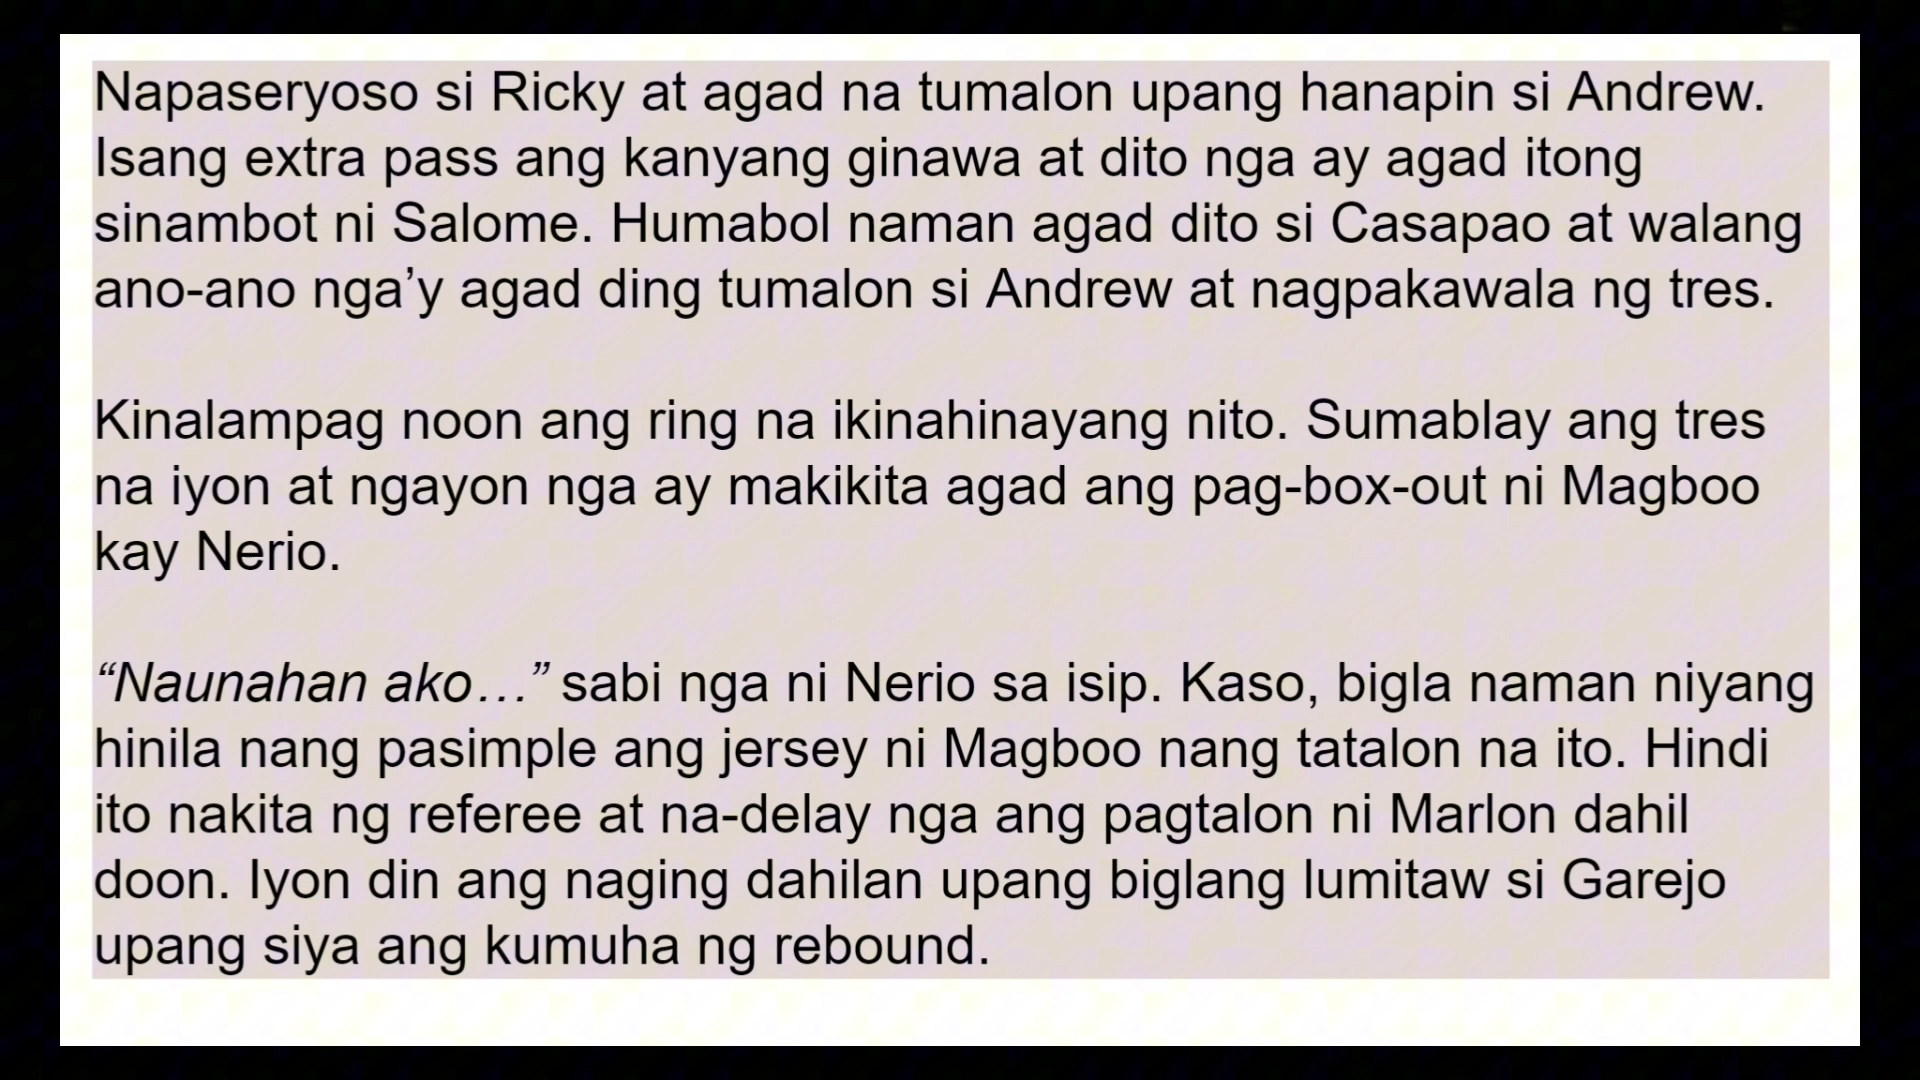 Napaseryoso si Ricky at agad na tumalon upang hanapin si Andrew.
Isang extra pass ang kanyang ginawa at dito nga ay agad itong
sinambot ni Salome. Humabol naman agad dito si Casapao at walang
ano-ano nga’y agad ding tumalon si Andrew at nagpakawala ng tres.
Kinalampag noon ang ring na ikinahinayang nito. Sumablay ang tres
na iyon at ngayon nga ay makikita agad ang pag-box-out ni Magboo
kay Nerio.
“Naunahan ako…” sabi nga ni Nerio sa isip. Kaso, bigla naman niyang
hinila nang pasimple ang jersey ni Magboo nang tatalon na ito. Hindi
ito nakita ng referee at na-delay nga ang pagtalon ni Marlon dahil
doon. Iyon din ang naging dahilan upang biglang lumitaw si Garejo
upang siya ang kumuha ng rebound.